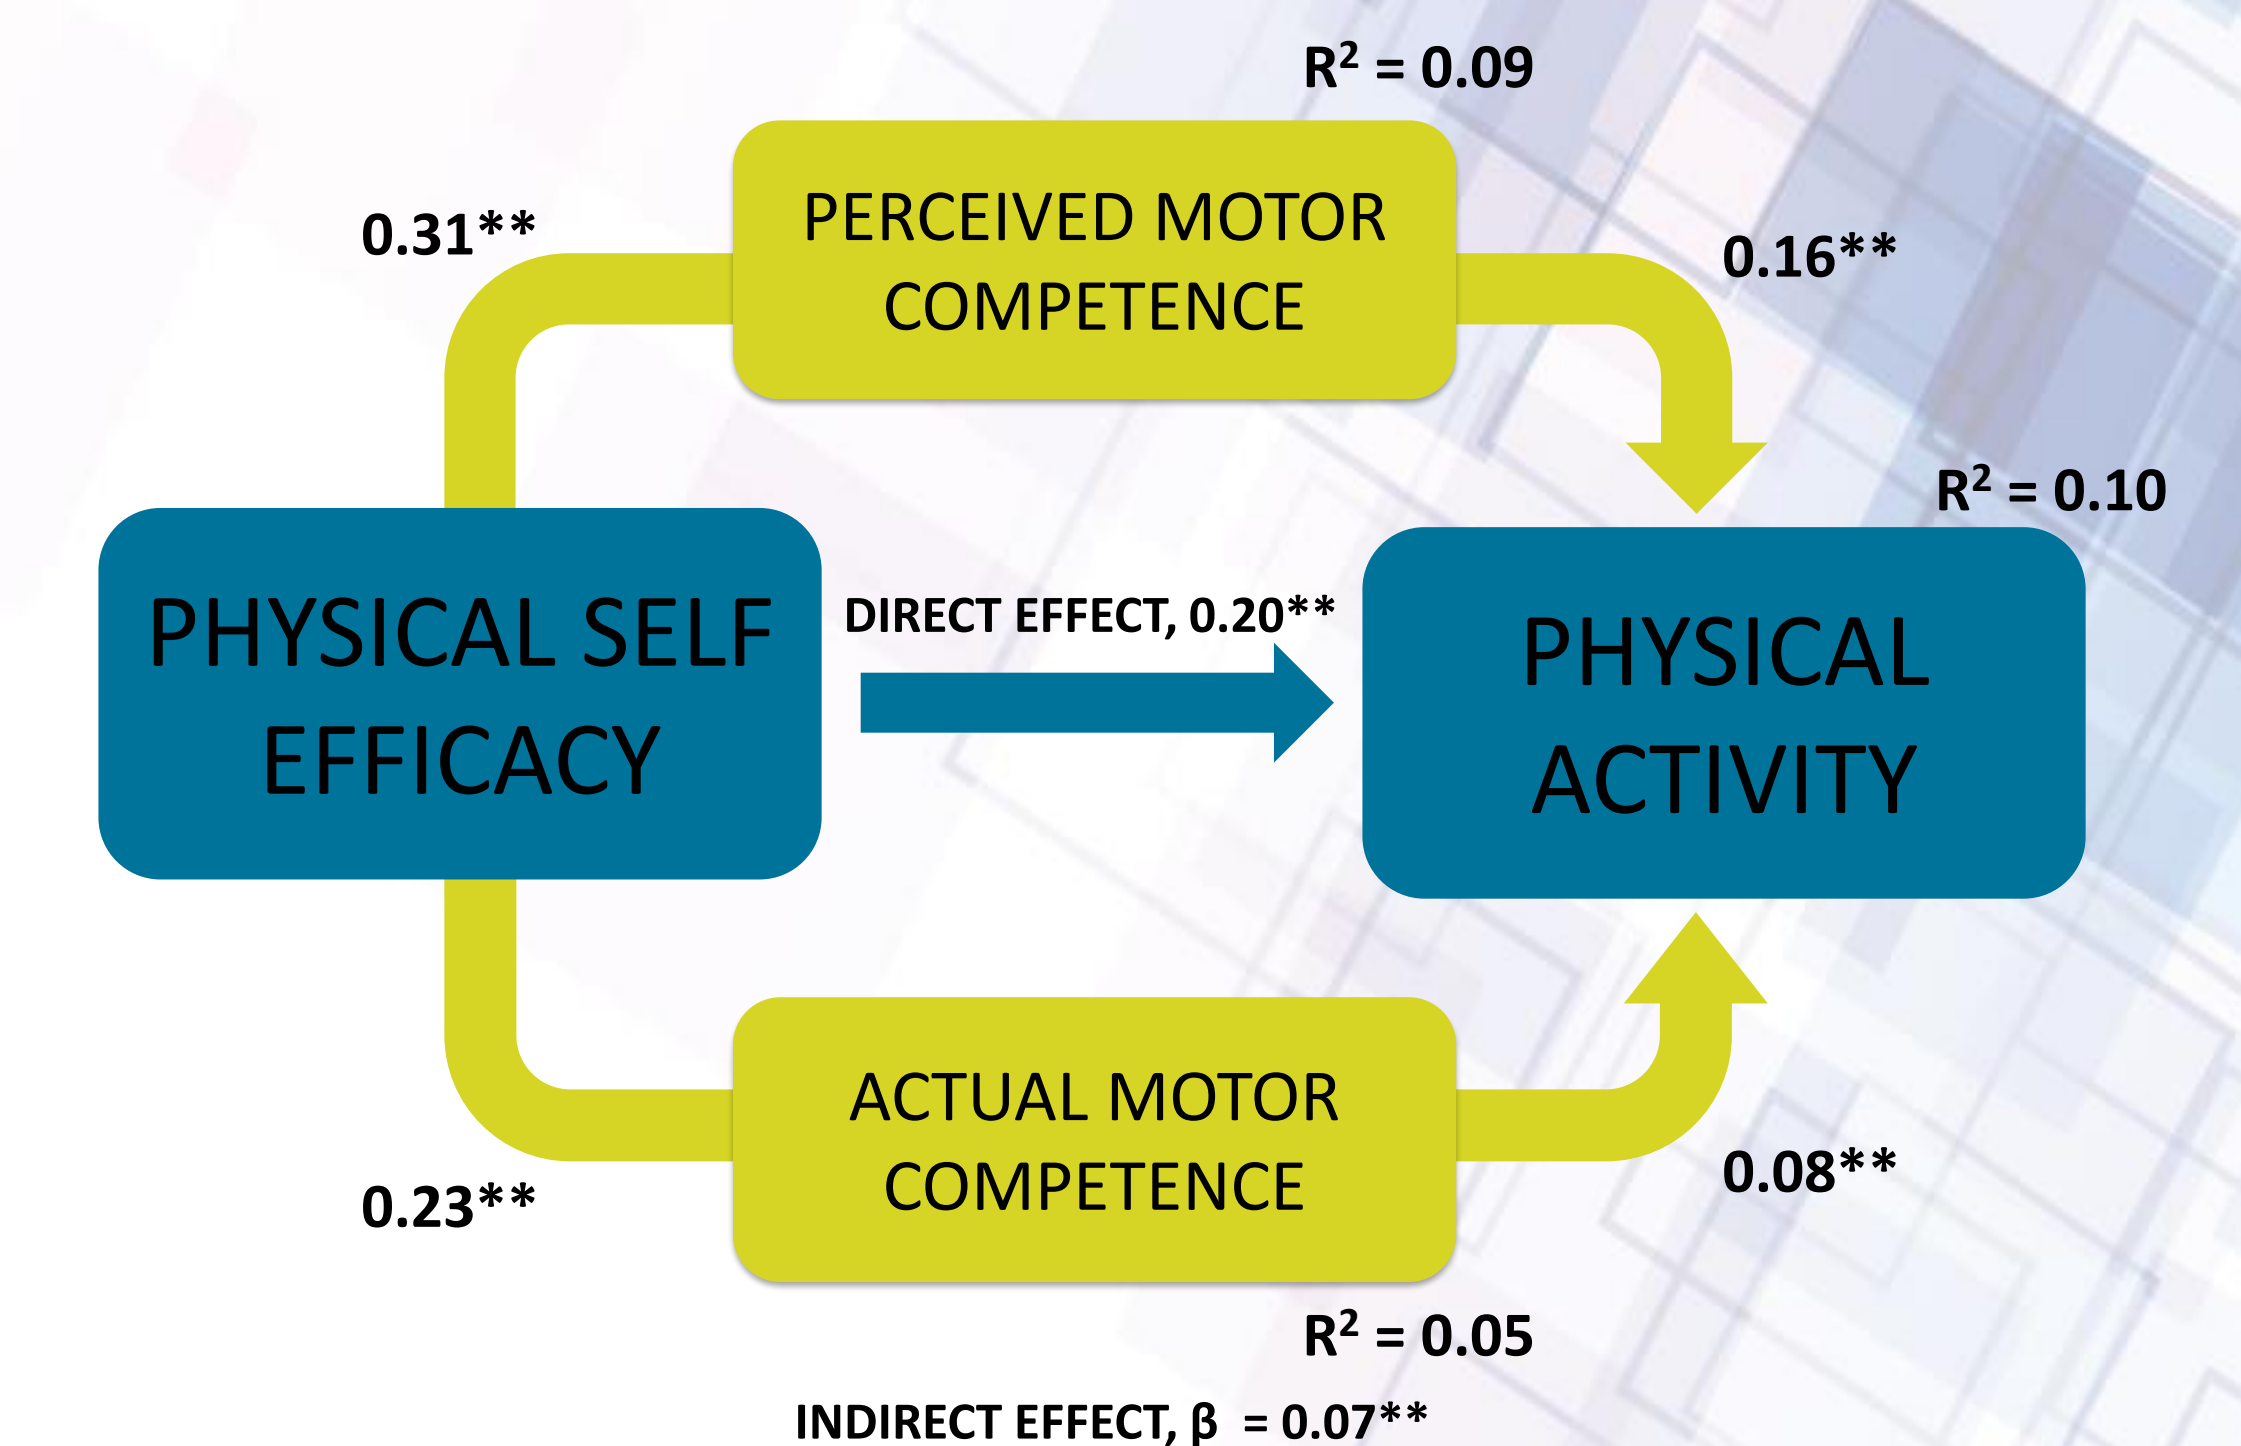 R² = 0.09
PERCEIVED MOTOR
COMPETENCE
0.31**
0.16**
R² = 0.10
PHYSICAL SELF
EFFICACY
DIRECT EFFECT, 0.20**
PHYSICAL
ACTIVITY
ACTUAL MOTOR
COMPETENCE
0.23**
0.08**
R² = 0.05
INDIRECT EFFECT, β = 0.07**